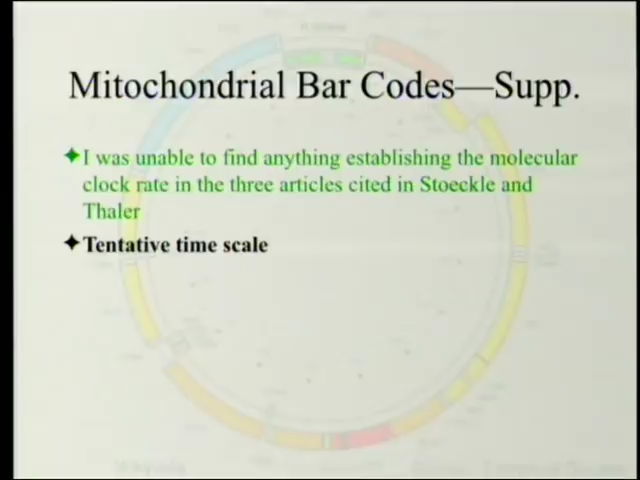 Mitochondrial Bar Codes—Supp.
✦I was unable to find anything establishing the molecular
clock rate in the three articles cited in Stoeckle and
Thaler
✦Tentative time scale